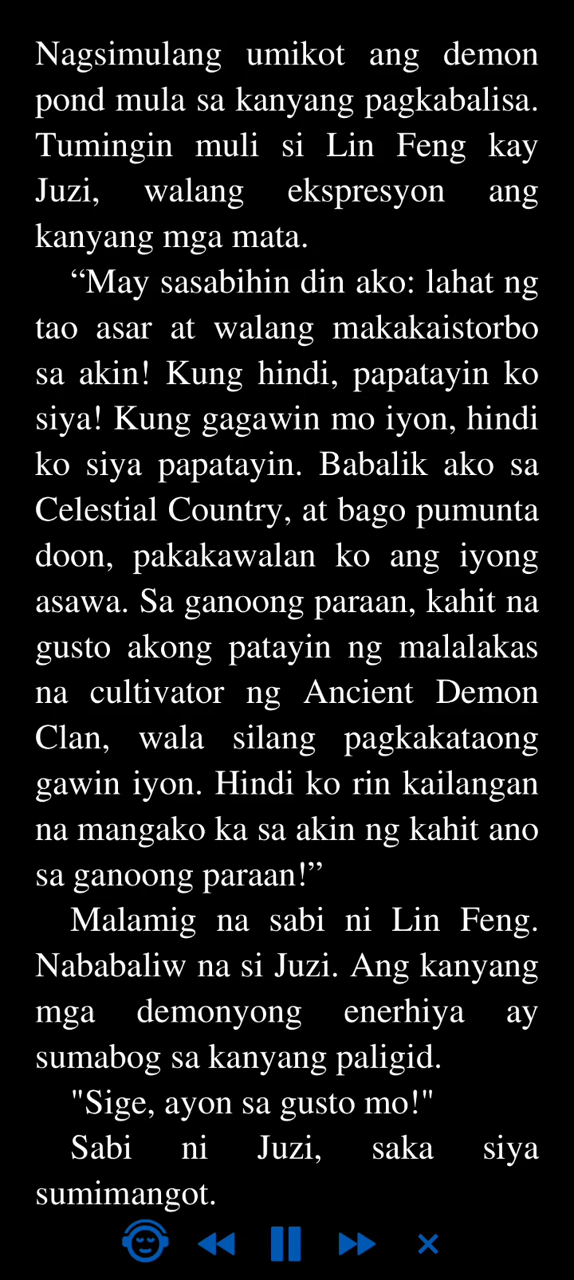 Nagsimulang umikot ang demon
pond mula sa kanyang pagkabalisa.
Tumingin muli si Lin Feng kay
Juzi, walang ekspresyon ang
kanyang mga mata.
“May sasabihin din ako: lahat ng
tao asar at walang makakaistorbo
sa akin! Kung hindi, papatayin ko
siya! Kung gagawin mo iyon, hindi
ko siya papatayin. Babalik ako sa
Celestial Country, at bago pumunta
doon, pakakawalan ko ang iyong
asawa. Sa ganoong paraan, kahit na
gusto akong patayin ng malalakas
na cultivator ng Ancient Demon
Clan, wala silang pagkakataong
gawin iyon. Hindi ko rin kailangan
na mangako ka sa akin ng kahit ano
sa ganoong paraan!”
Malamig na sabi ni Lin Feng.
Nababaliw na si Juzi. Ang kanyang
mga demonyong enerhiya ay
sumabog sa kanyang paligid.
"Sige, ayon sa gusto mo!"
Sabi ni Juzi, saka siya
sumimangot.